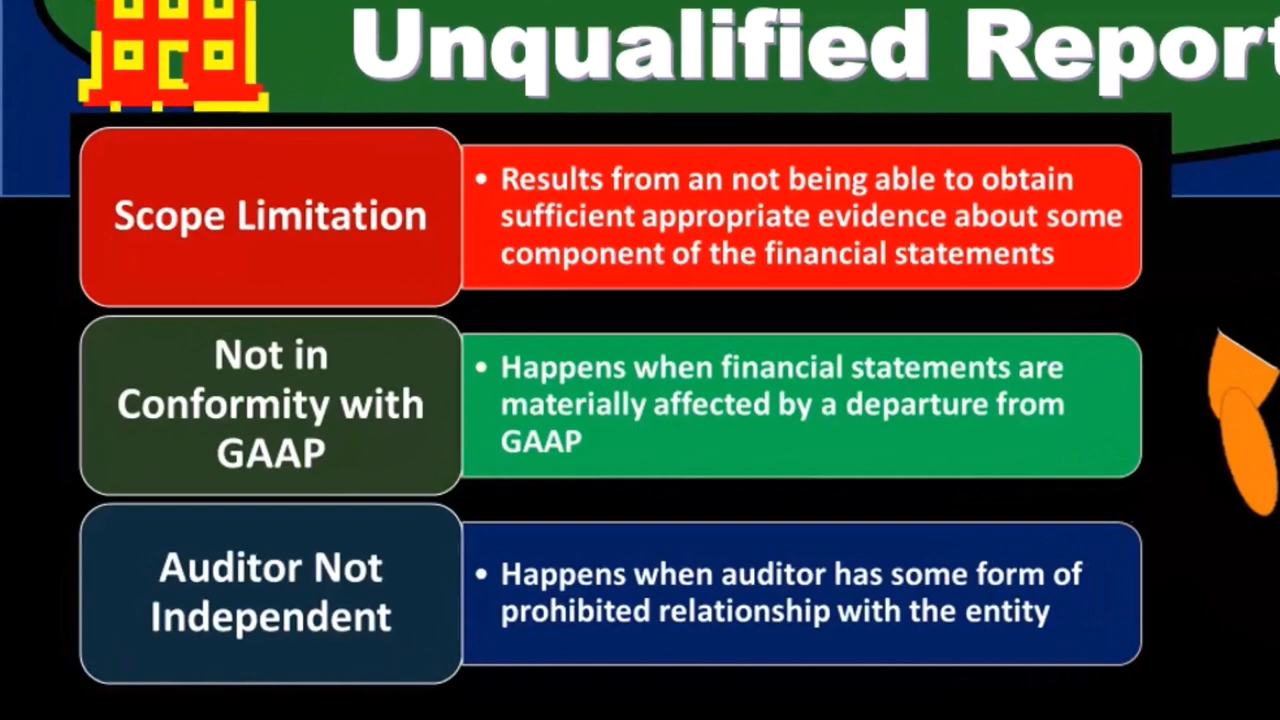 Unqualified Report
Scope Limitation
• Results from an not being able to obtain
sufficient appropriate evidence about some
component of the financial statements
Not in
Conformity with
GAAP
• Happens when financial statements are
materially affected by a departure from
GAAP
Auditor Not
Independent
• Happens when auditor has some form of
prohibited relationship with the entity